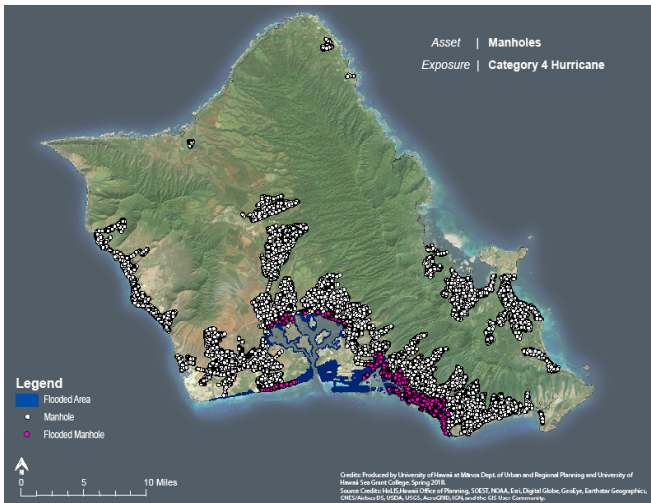 Asset | Manholes
Exposure | Category 4 Hurricane
Legend
Flooded Area
Manhole
Flooded Manhole
N
0 5 10 Miles
Credits: Produced by University of Hawaii at Mānoa Dept. of Urban and Regional Planning and University of
Hawaii Sea Grant College. Spring 2018.
Source Credits: HoLIS,Hawaii Office of Planning, SOEST, NOAA, Esri, Digital Globe, GeoEye, Earthstar Geographics,
CNES/Airbus DS, USDA, USGS, AeroGRID, IGN, and the GIS User Community.